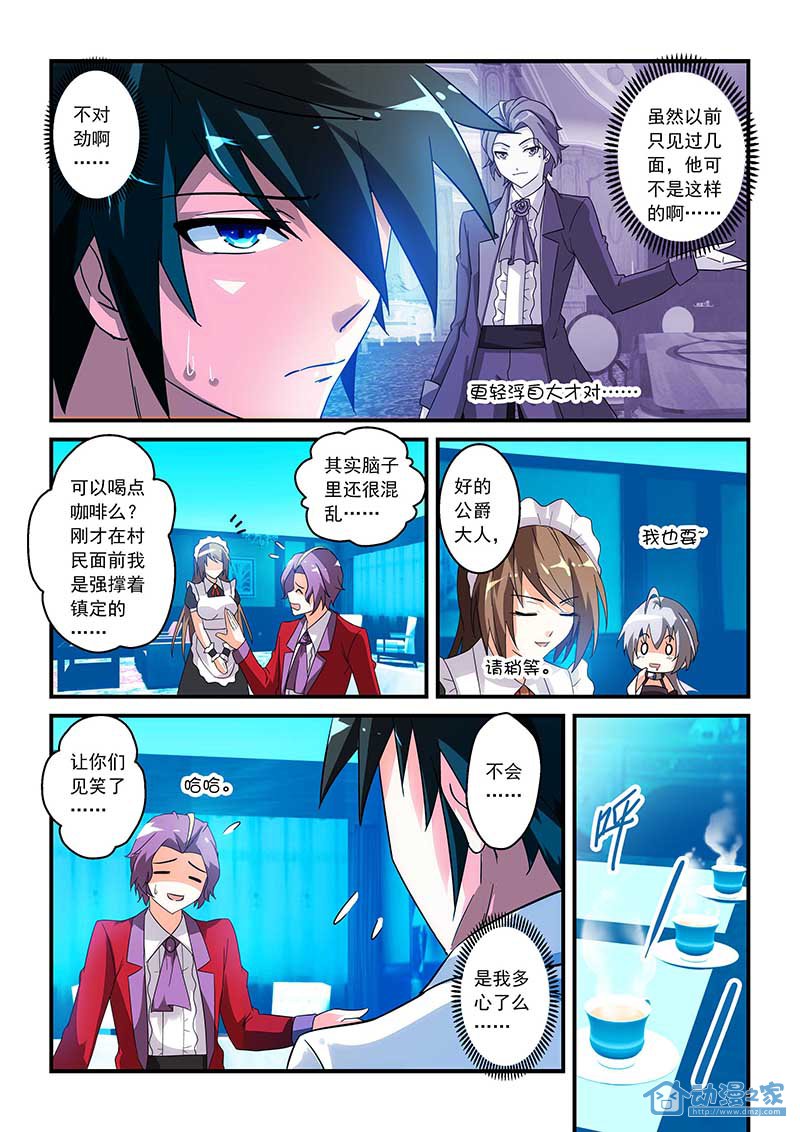 不对
劲啊
……
虽然以前
只见过几
面，他可
不是这样
的啊……
更轻浮自大才对……
可以喝点
咖啡么？
刚才在村
民面前我
是强撑着
镇定的
……
其实脑子
里还很混
乱……
好的
公爵
大人，
我也要~
请稍等。
让你们
见笑了
……
哈哈。
不会
……
是我多
心了么
……
呼
动漫之家
http://www.dmzj.com